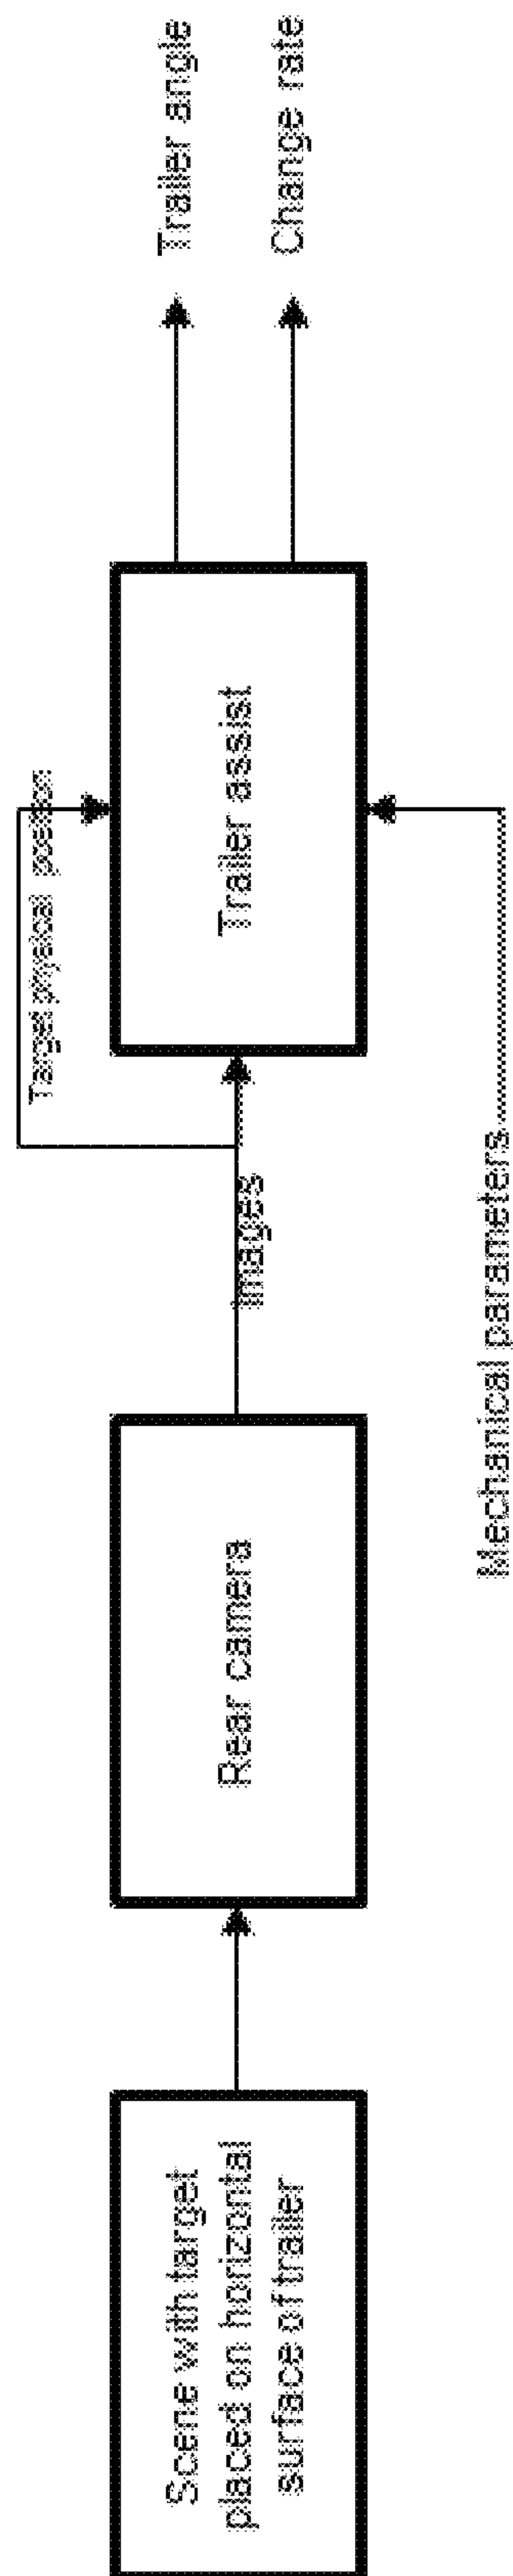 Scene with target
placed on horizontal
surface of trailer
Rear camera
Images
Target physical position
Mechanical parameters
Trailer assist
Trailer angle
Change rate